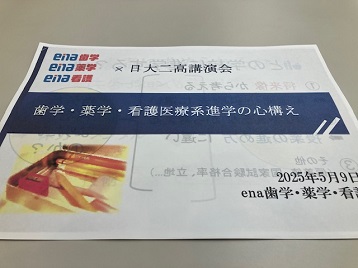 ena歯学
ena薬学
ena看護
× 日大二高講演会
歯学・薬学・看護医療系進学の心構え
2025年5月9日
ena歯学・薬学・看護